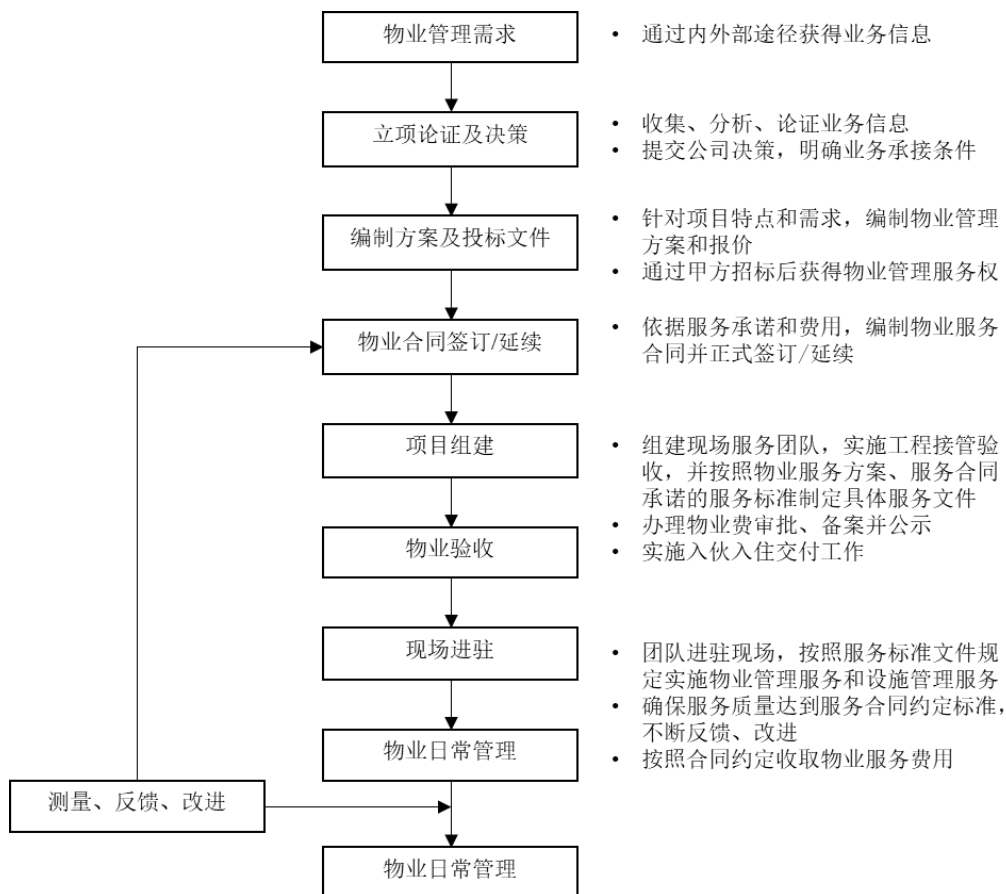 物业管理需求
• 通过内外部途径获得业务信息
立项论证及决策
• 收集、分析、论证业务信息
• 提交公司决策，明确业务承接条件
编制方案及投标文件
• 针对项目特点和需求，编制物业管理
方案和报价
• 通过甲方招标后获得物业管理服务权
物业合同签订/延续
• 依据服务承诺和费用，编制物业服务
合同并正式签订/延续
项目组建
• 组建现场服务团队，实施工程接管验
收，并按照物业服务方案、服务合同
承诺的服务标准制定具体服务文件
• 办理物业费审批、备案并公示
• 实施入伙入住交付工作
物业验收
现场进驻
• 团队进驻现场，按照服务标准文件规
定实施物业管理服务和设施管理服务
• 确保服务质量达到服务合同约定标准，
不断反馈、改进
• 按照合同约定收取物业服务费用
物业日常管理
测量、反馈、改进
物业日常管理